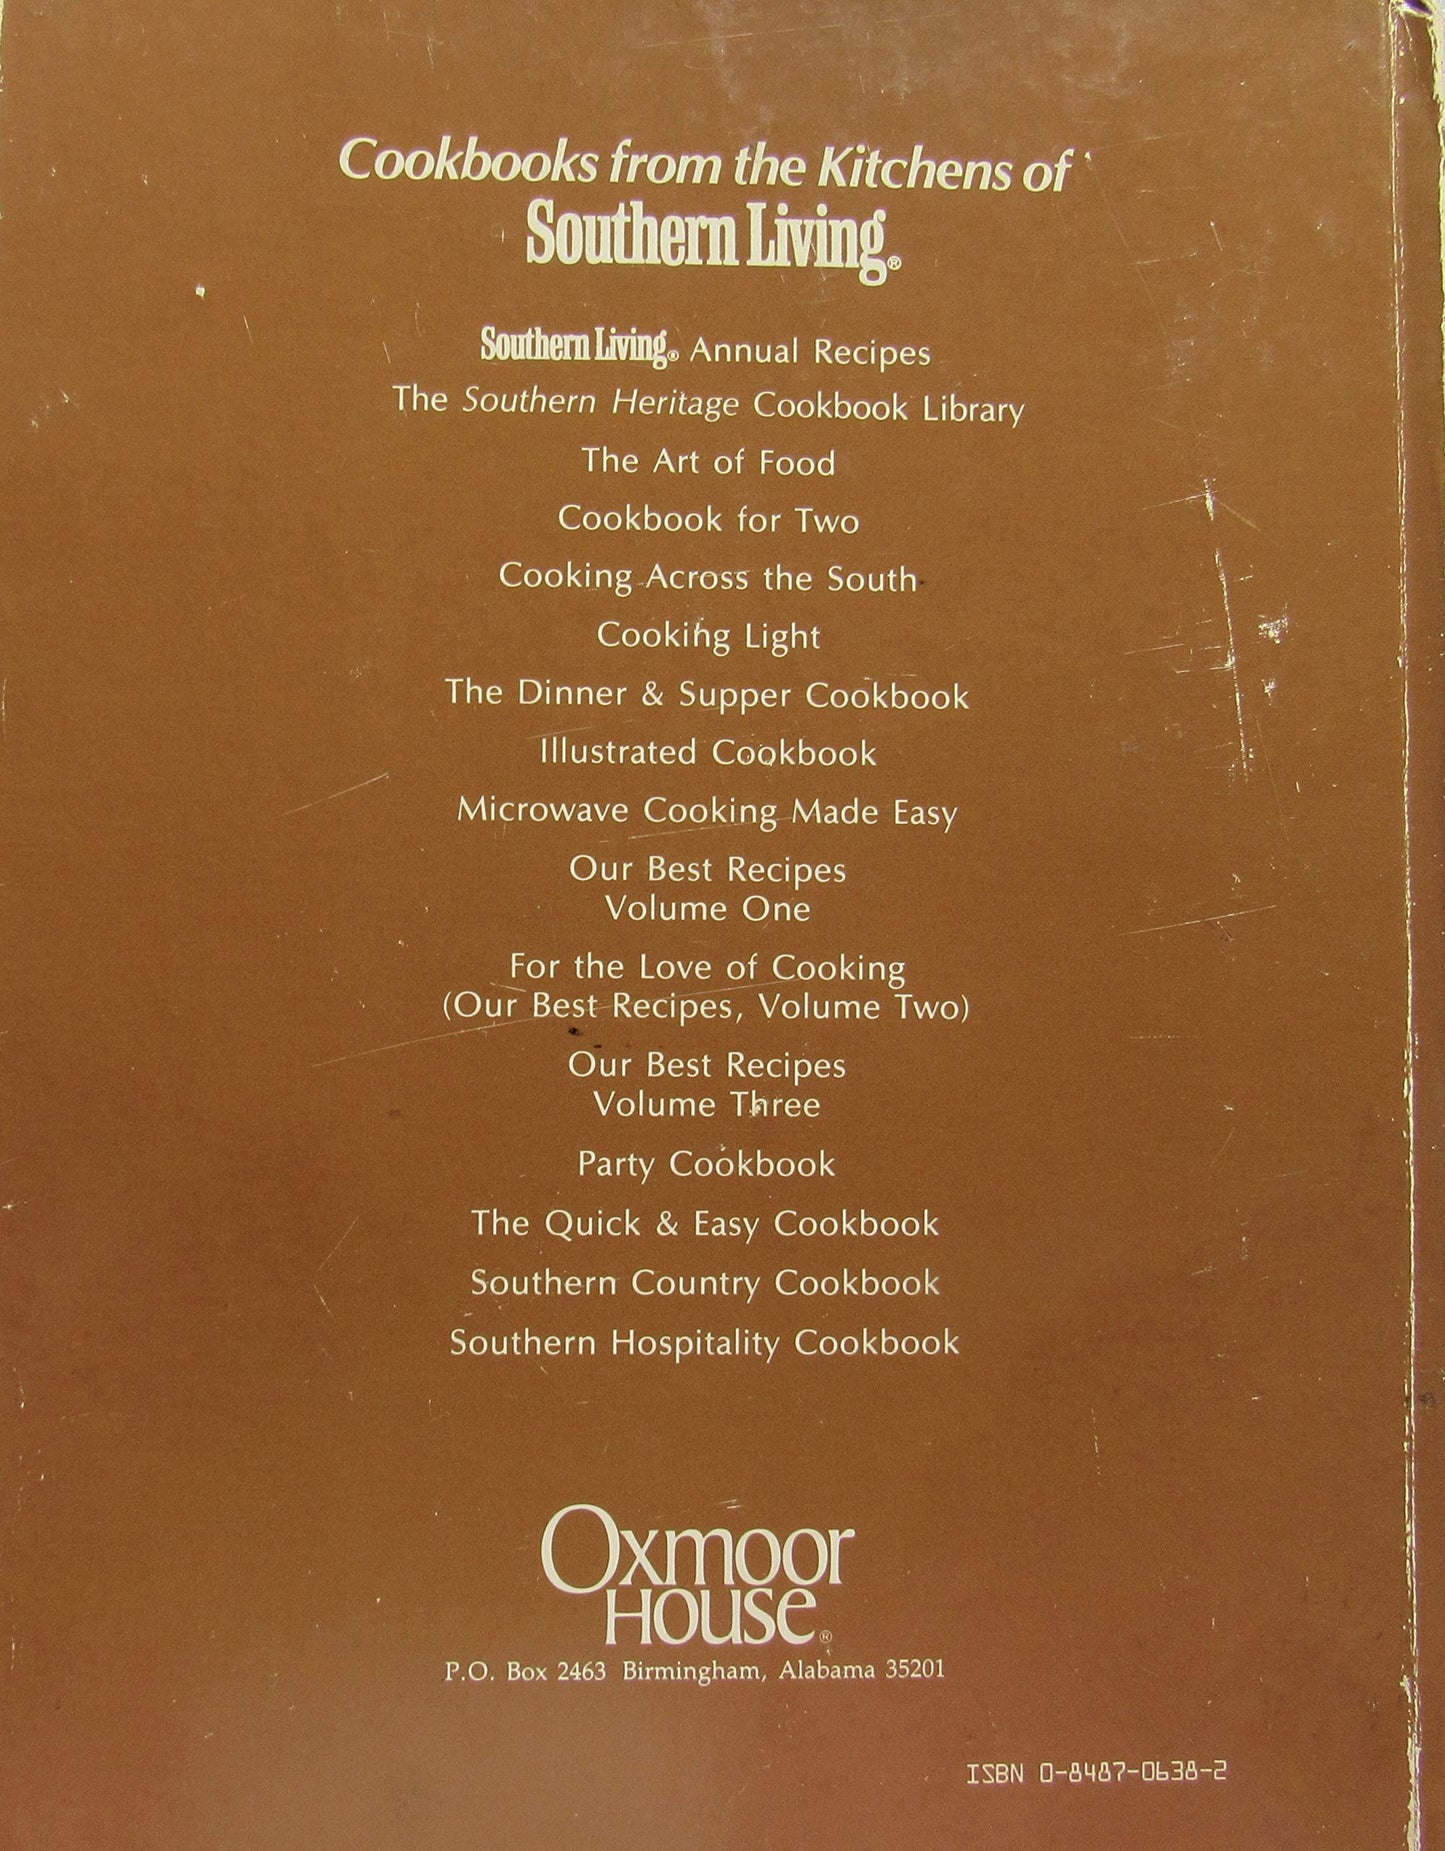 Cookbooks from the Kitchens of
Southern Living®
Southern Living® Annual Recipes
The Southern Heritage Cookbook Library
The Art of Food
Cookbook for Two
Cooking Across the South
Cooking Light
The Dinner & Supper Cookbook
Illustrated Cookbook
Microwave Cooking Made Easy
Our Best Recipes
Volume One
For the Love of Cooking
(Our Best Recipes, Volume Two)
Our Best Recipes
Volume Three
Party Cookbook
The Quick & Easy Cookbook
Southern Country Cookbook
Southern Hospitality Cookbook
Oxmoor
House®
P.O. Box 2463 Birmingham, Alabama 35201
ISBN 0-8487-0638-2